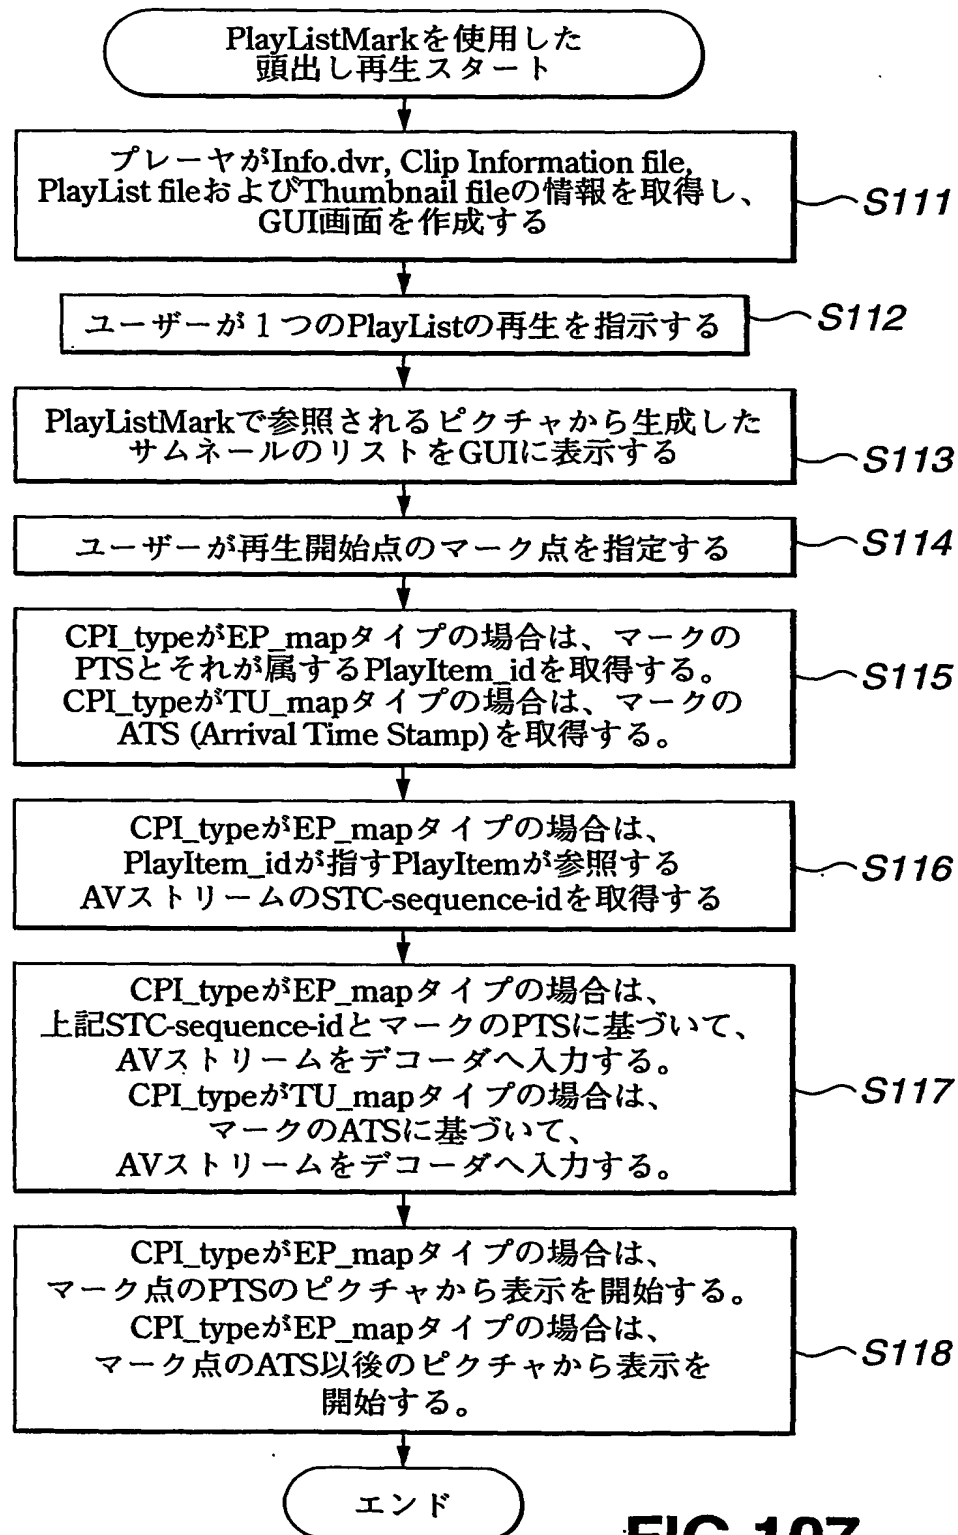 PlayListMarkを使用した
頭出し再生スタート
プレーヤがInfo.dvr, Clip Information file,
PlayList fileおよびThumbnail fileの情報を取得し、
GUI画面を作成する
S111
ユーザーが1つのPlayListの再生を指示する
S112
PlayListMarkで参照されるピクチャから生成した
サムネールのリストをGUIに表示する
S113
ユーザーが再生開始点のマーク点を指定する
S114
CPI_typeがEP_mapタイプの場合は、マークの
PTSとそれが属するPlayItem_idを取得する。
CPI_typeがTU_mapタイプの場合は、マークの
ATS (Arrival Time Stamp)を取得する。
S115
CPI_typeがEP_mapタイプの場合は、
PlayItem_idが指すPlayItemが参照する
AVストリームのSTC-sequence-idを取得する
S116
CPI_typeがEP_mapタイプの場合は、
上記STC-sequence-idとマークのPTSに基づいて、
AVストリームをデコーダへ入力する。
CPI_typeがTU_mapタイプの場合は、
マークのATSに基づいて、
AVストリームをデコーダへ入力する。
S117
CPI_typeがEP_mapタイプの場合は、
マーク点のPTSのピクチャから表示を開始する。
CPI_typeがEP_mapタイプの場合は、
マーク点のATS以後のピクチャから表示を
開始する。
S118
エンド
FIG.107